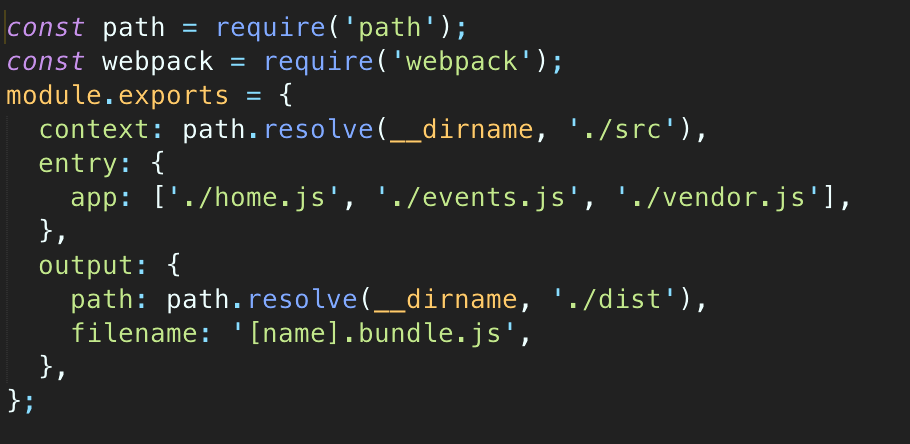 const path = require('path');
const webpack = require('webpack');
module.exports = {
  context: path.resolve(__dirname, './src'),
  entry: {
    app: ['./home.js', './events.js', './vendor.js'],
  },
  output: {
    path: path.resolve(__dirname, './dist'),
    filename: '[name].bundle.js',
  },
};